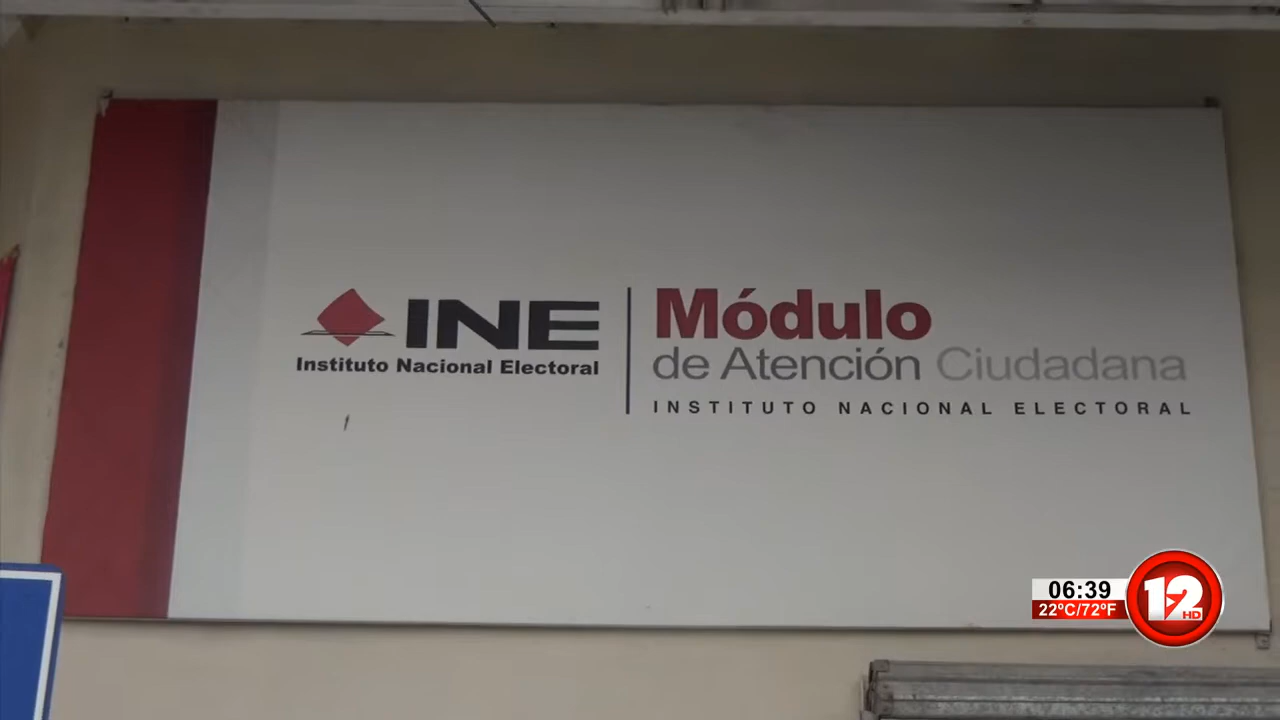 INE
Instituto Nacional Electoral
Módulo
de Atención Ciudadana
INSTITUTO NACIONAL ELECTORAL
06:39
22°C/72°F
12
HD